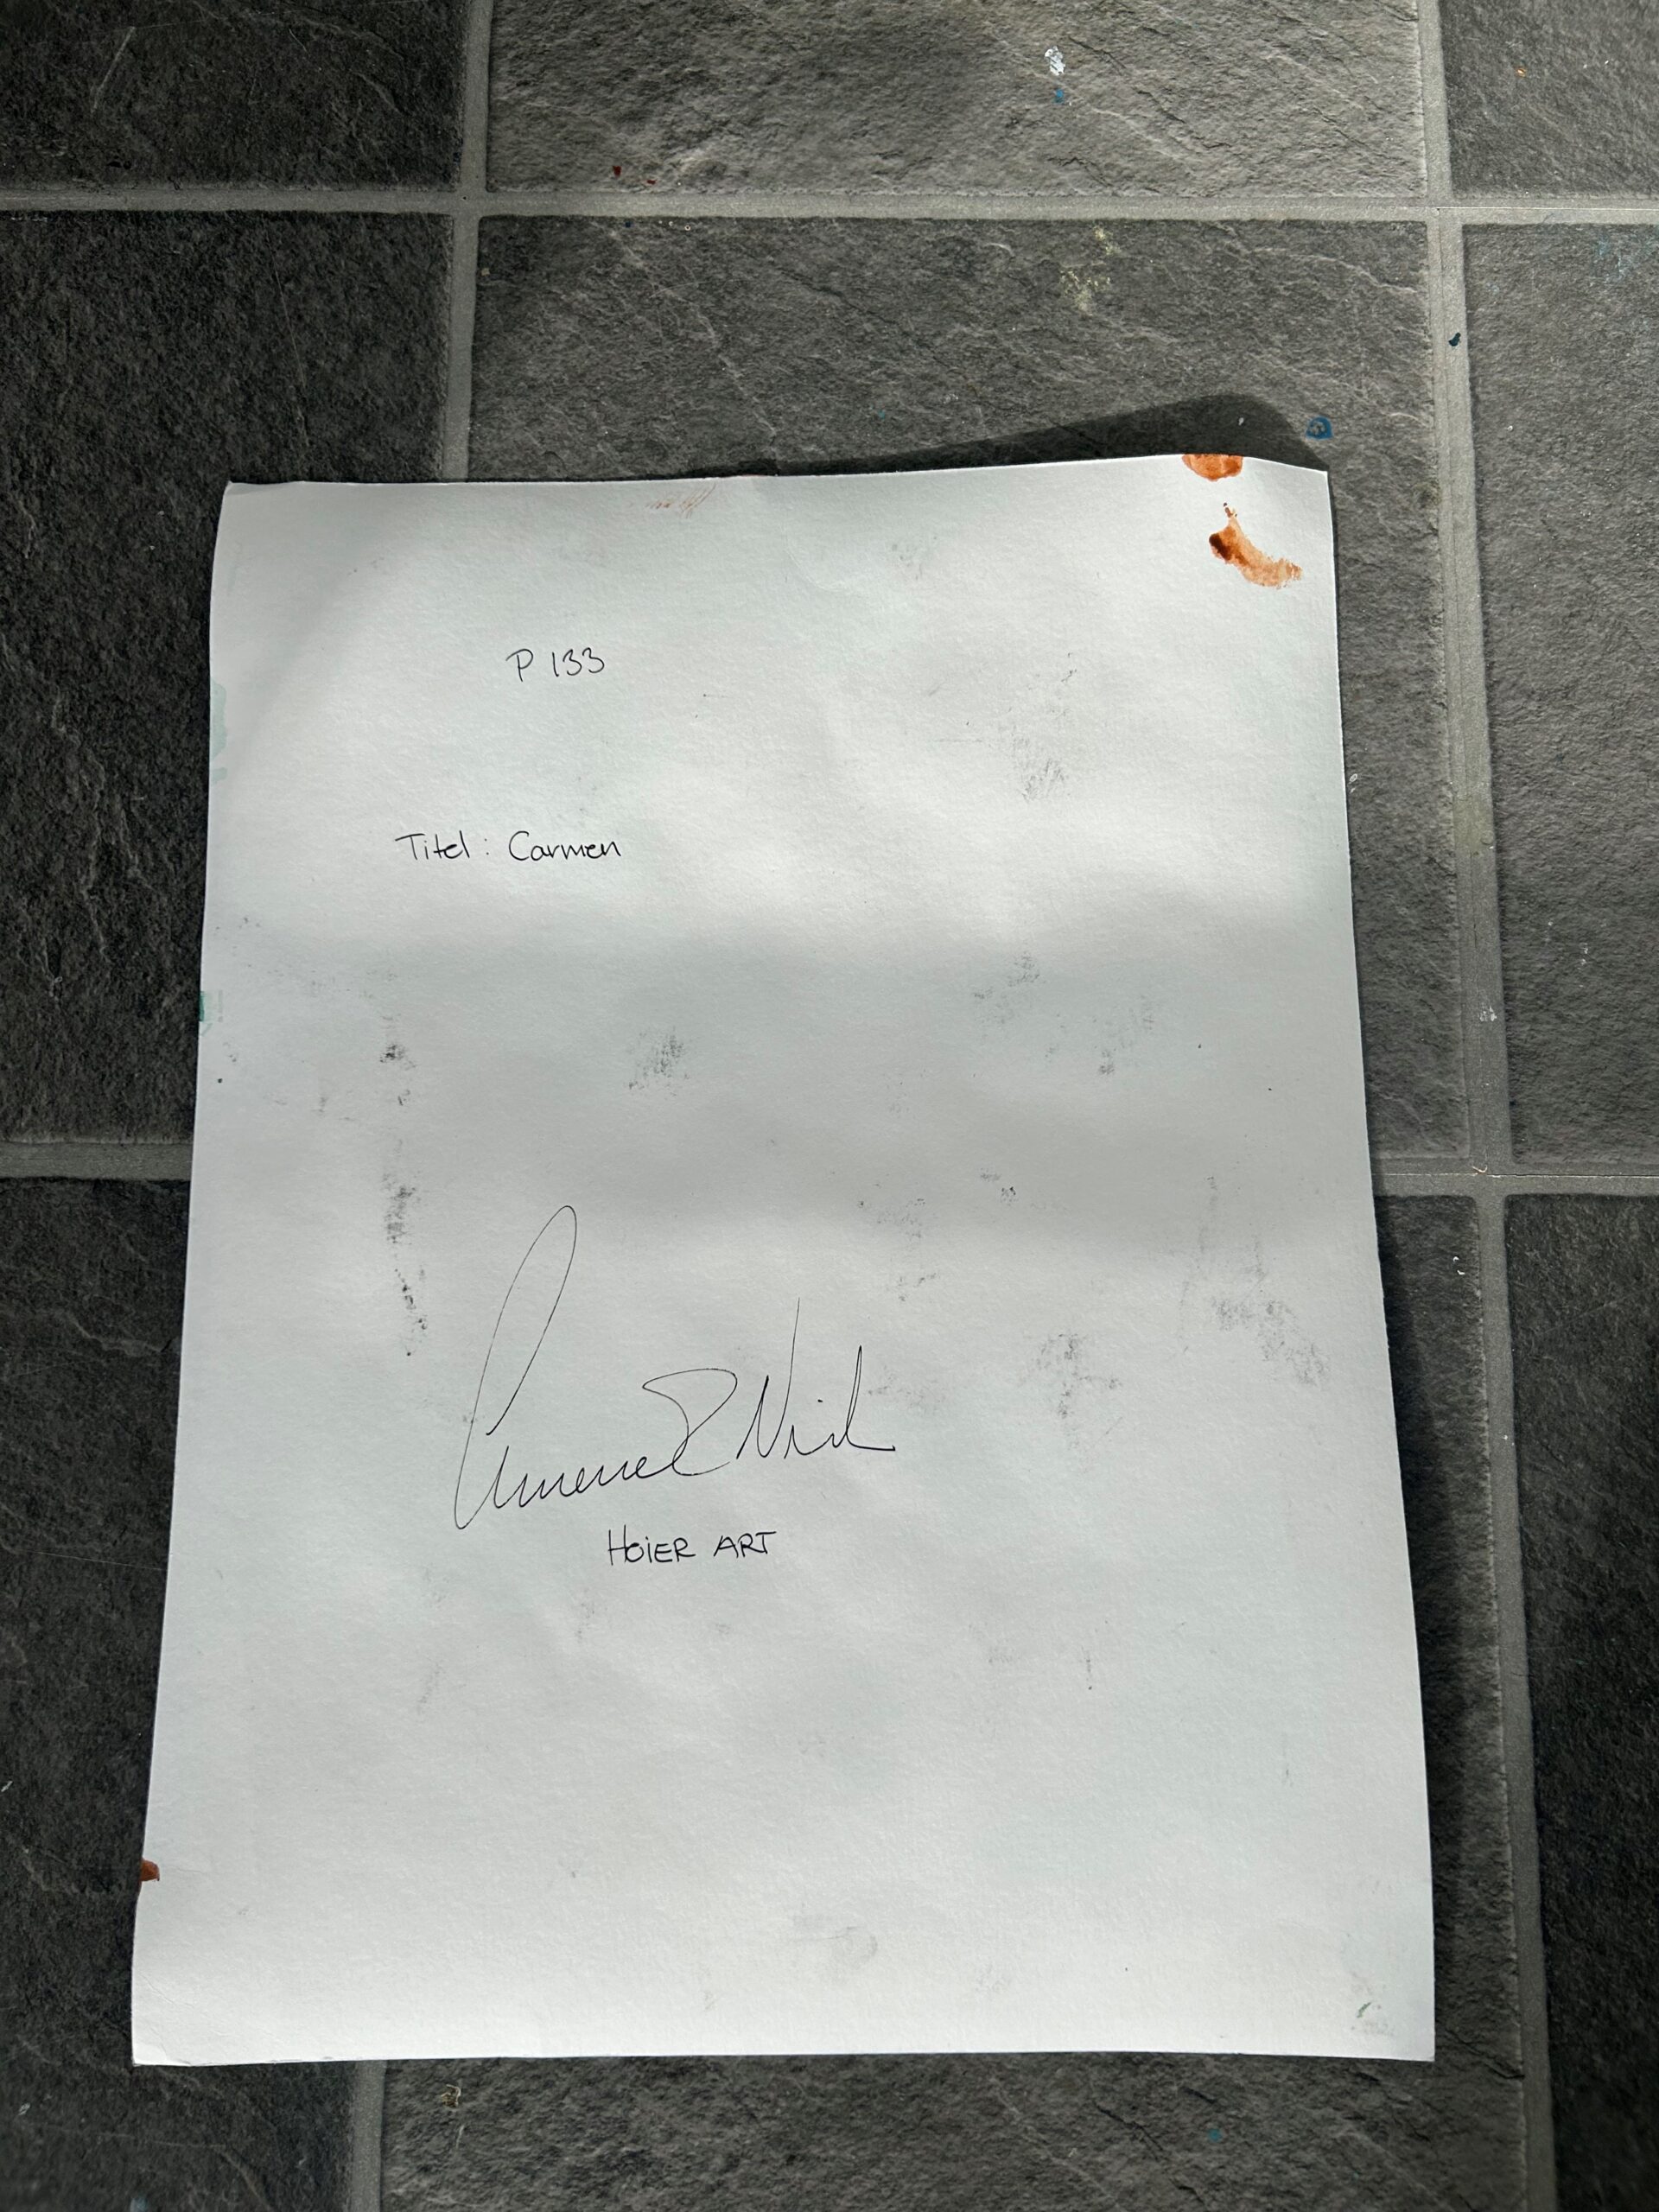 P 133
Titel: Carmen
HOiER ART